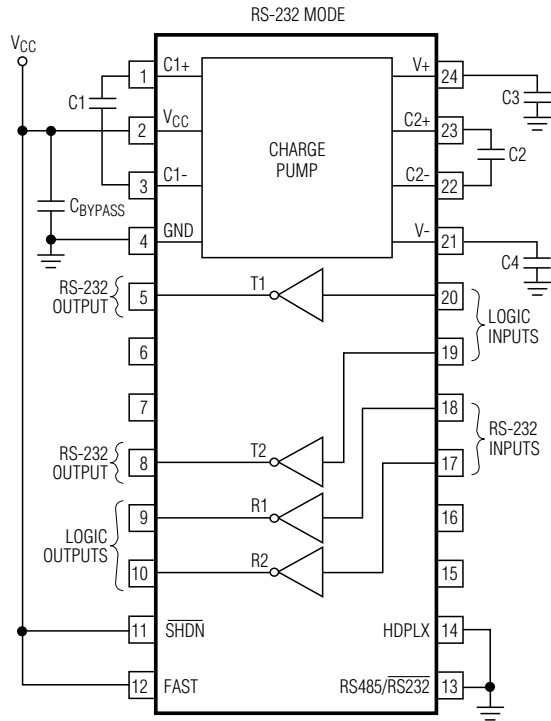 RS-232 MODE
VCC
1 C1+ V+ 24
C1 C3
2 VCC C2+ 23
CHARGE
PUMP
C2
3 C1- C2- 22
CBYPASS
4 GND V- 21
C4
RS-232
OUTPUT
5 T1 20
LOGIC
INPUTS
6 19
7 18
RS-232
INPUTS
RS-232
OUTPUT
8 T2 17
LOGIC
OUTPUTS
9 R1 16
10 R2 15
11 SHDN HDPLX 14
12 FAST RS485/RS232 13